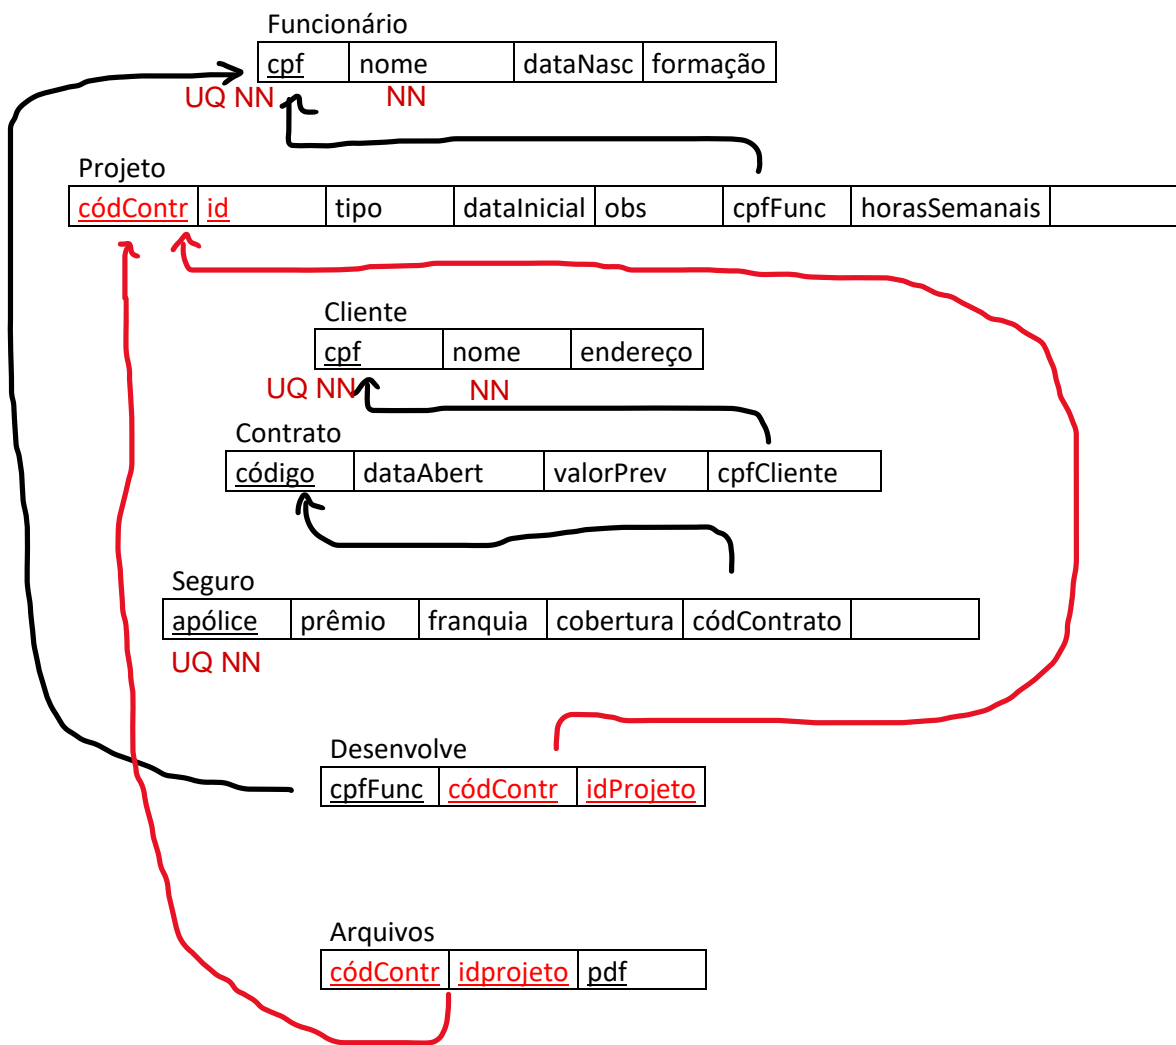 Funcionário
cpf nome dataNasc formação
UQ NN NN
Projeto
códContr id tipo dataInicial obs cpfFunc horasSemanais
Cliente
cpf nome endereço
UQ NN NN
Contrato
código dataAbert valorPrev cpfCliente
Seguro
apólice prêmio franquia cobertura códContrato
UQ NN
Desenvolve
cpfFunc códContr idProjeto
Arquivos
códContr idprojeto pdf